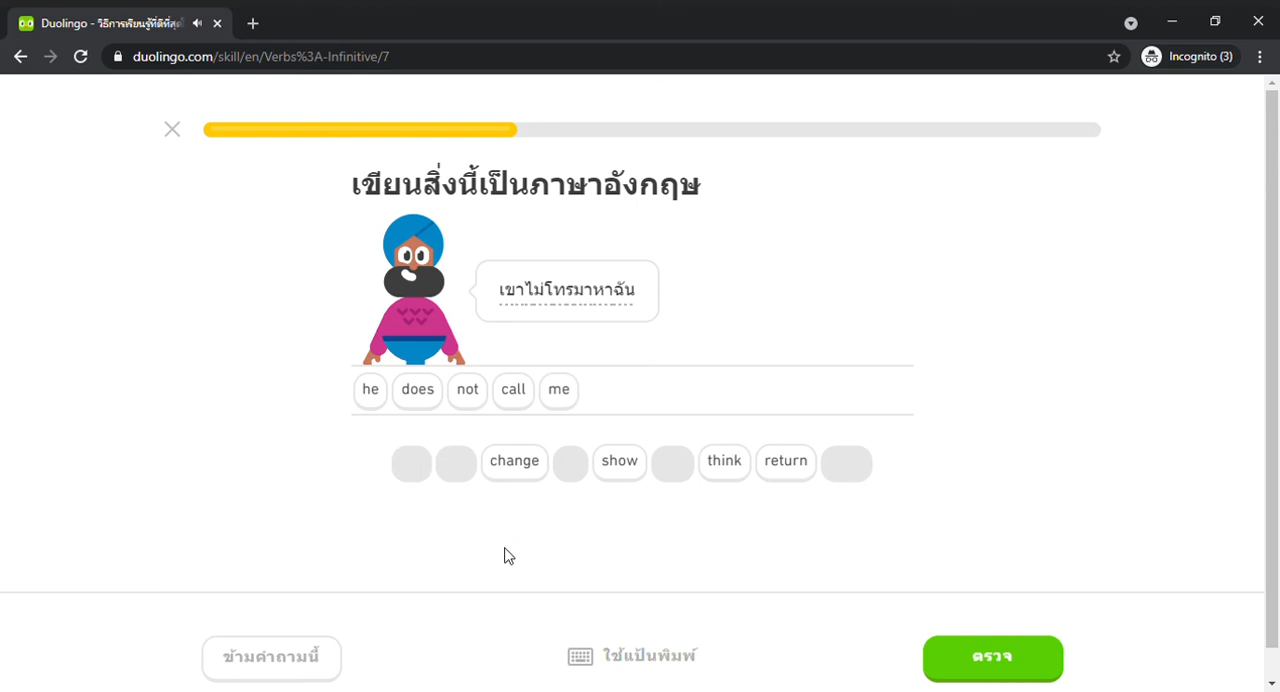 Duolingo - วิธีการเรียนรู้ที่ดีที่สุด
duolingo.com/skill/en/Verbs%3A-Infinitive/7
Incognito (3)
เขียนสิ่งนี้เป็นภาษาอังกฤษ
เขาไม่โทรมาหาฉัน
he does not call me
change show think return
ข้ามคำถามนี้ ใช้แป้นพิมพ์ ตรวจ